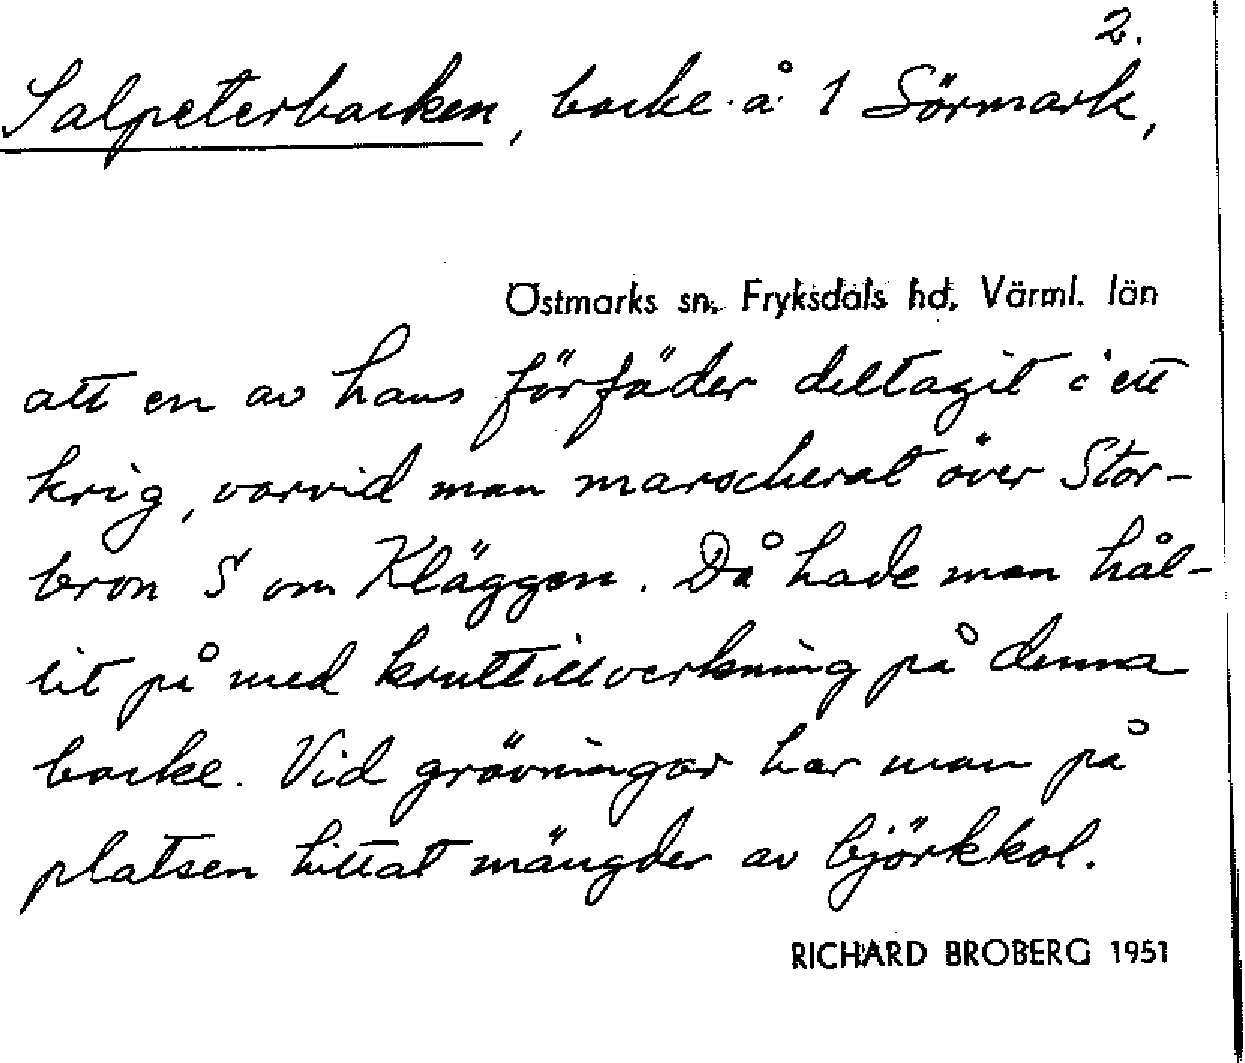 2.
Salpeterbacken, backe å 1 Sörmark,
Östmarks sn, Fryksdals hd, Värml. län
att en av hans förfäder deltagit i ett
krig, varvid man marscherat över Stor-
bron S om Kläggen. Då hade man hål-
lit på med kruttillverkning på denna
backe. Vid grävningar har man på
platsen hittat mängder av björkkol.
RICHARD BROBERG 1951